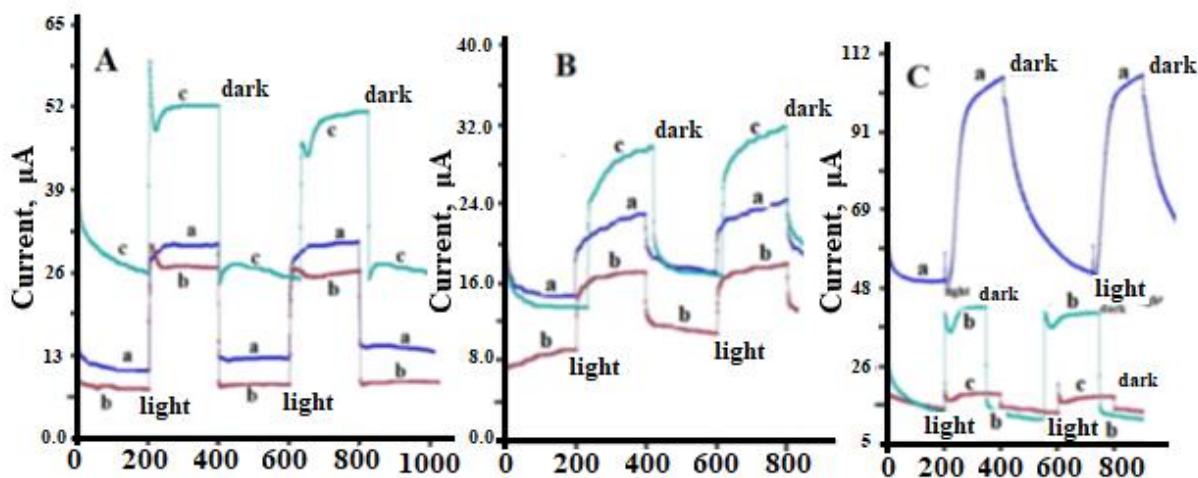 A
65
52
39
26
13
0.0
Current, µA
c
dark
c
dark
a
a
c
c
b
b
a
a
a
b
b
b
light
light
0
200
400
600
800
1000
B
40.0
32.0
24.0
16.0
8.0
0.0
Current, µA
c
dark
c
dark
a
a
a
b
b
b
b
light
light
0
200
400
600
800
C
112
91
69
48
26
5
Current, µA
a
dark
a
dark
a
light
light
dark
b
b
dark
c
c
dark
light
b
light
b
0
200
400
600
800